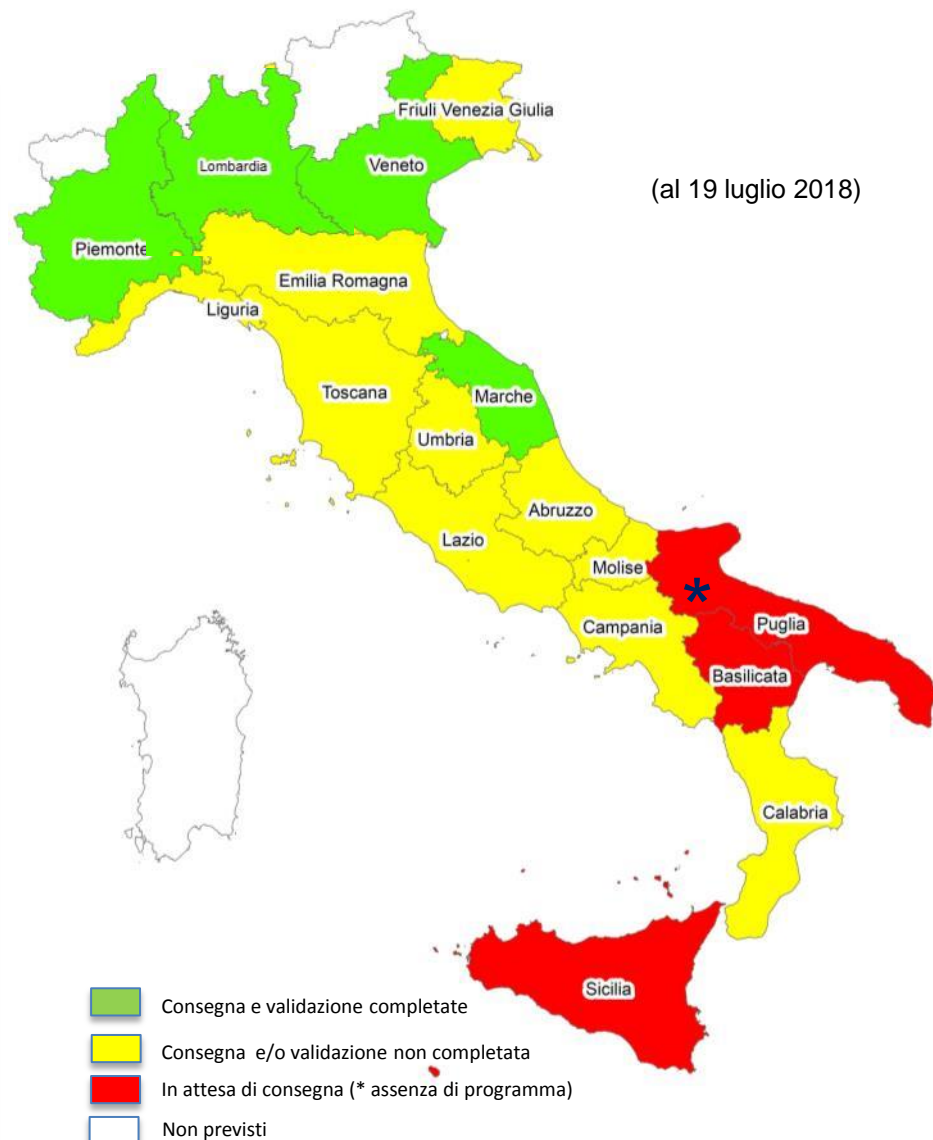 Friuli Venezia Giulia
Lombardia
Veneto
(al 19 luglio 2018)
Piemonte
Emilia Romagna
Liguria
Toscana
Marche
Umbria
Abruzzo
Lazio
Molise
*
Campania
Puglia
Basilicata
Calabria
Sicilia
Consegna e validazione completate
Consegna e/o validazione non completata
In attesa di consegna (* assenza di programma)
Non previsti